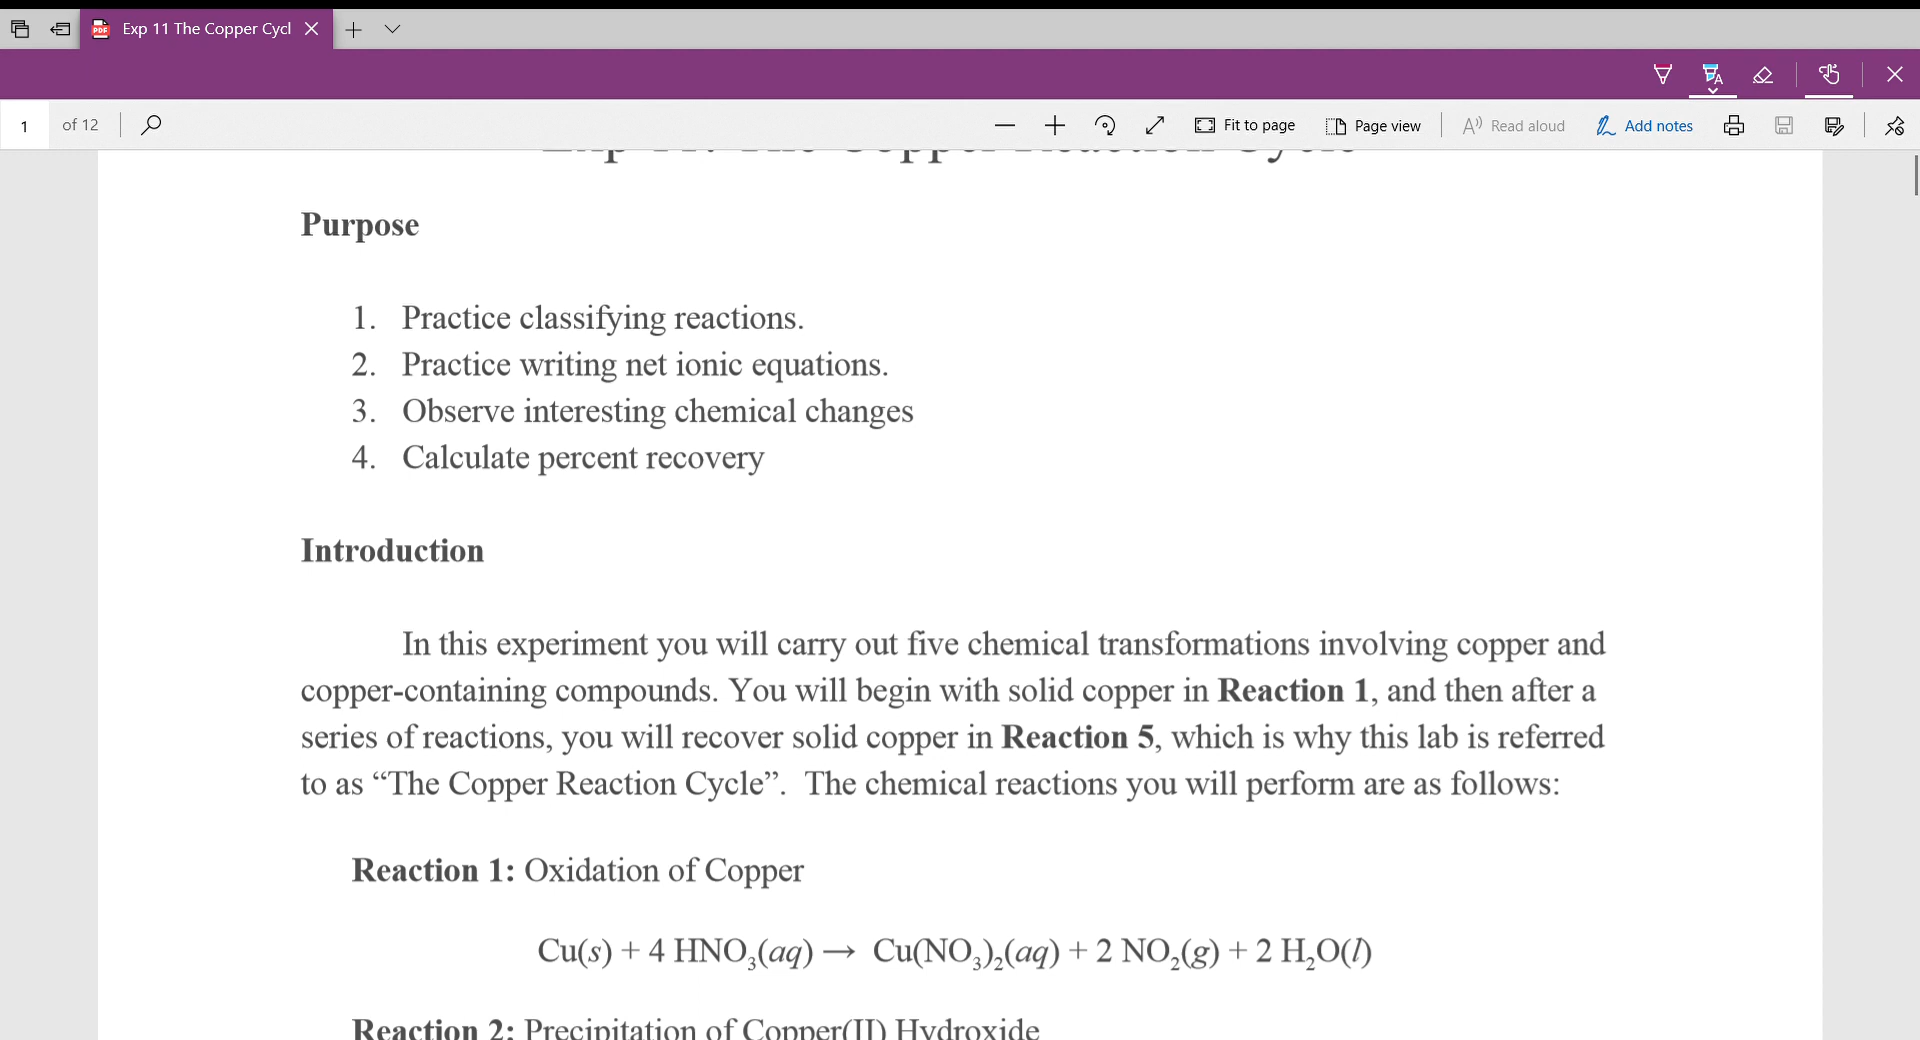 Exp 11 The Copper Cycl
1 of 12 Fit to page Page view Read aloud Add notes
Exp 11: The Copper Reaction Cycle
Purpose
1. Practice classifying reactions.
2. Practice writing net ionic equations.
3. Observe interesting chemical changes
4. Calculate percent recovery
Introduction
In this experiment you will carry out five chemical transformations involving copper and
copper-containing compounds. You will begin with solid copper in Reaction 1, and then after a
series of reactions, you will recover solid copper in Reaction 5, which is why this lab is referred
to as “The Copper Reaction Cycle”. The chemical reactions you will perform are as follows:
Reaction 1: Oxidation of Copper
Cu(s) + 4 HNO₃(aq) → Cu(NO₃)₂(aq) + 2 NO₂(g) + 2 H₂O(l)
Reaction 2: Precipitation of Copper(II) Hydroxide